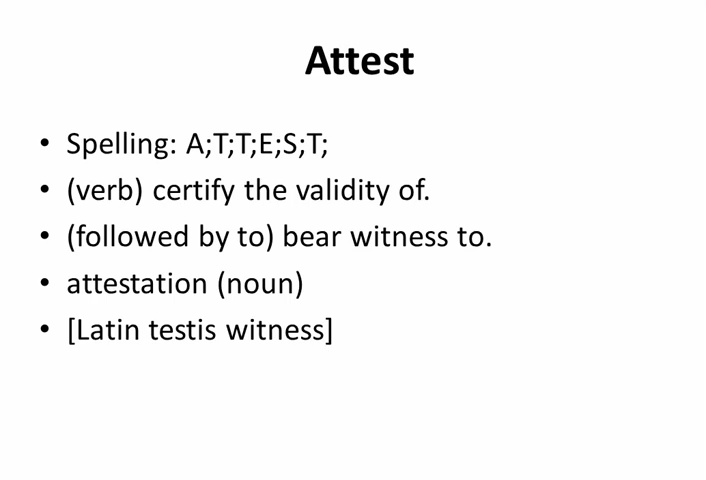 Attest
• Spelling: A;T;T;E;S;T;
• (verb) certify the validity of.
• (followed by to) bear witness to.
• attestation (noun)
• [Latin testis witness]